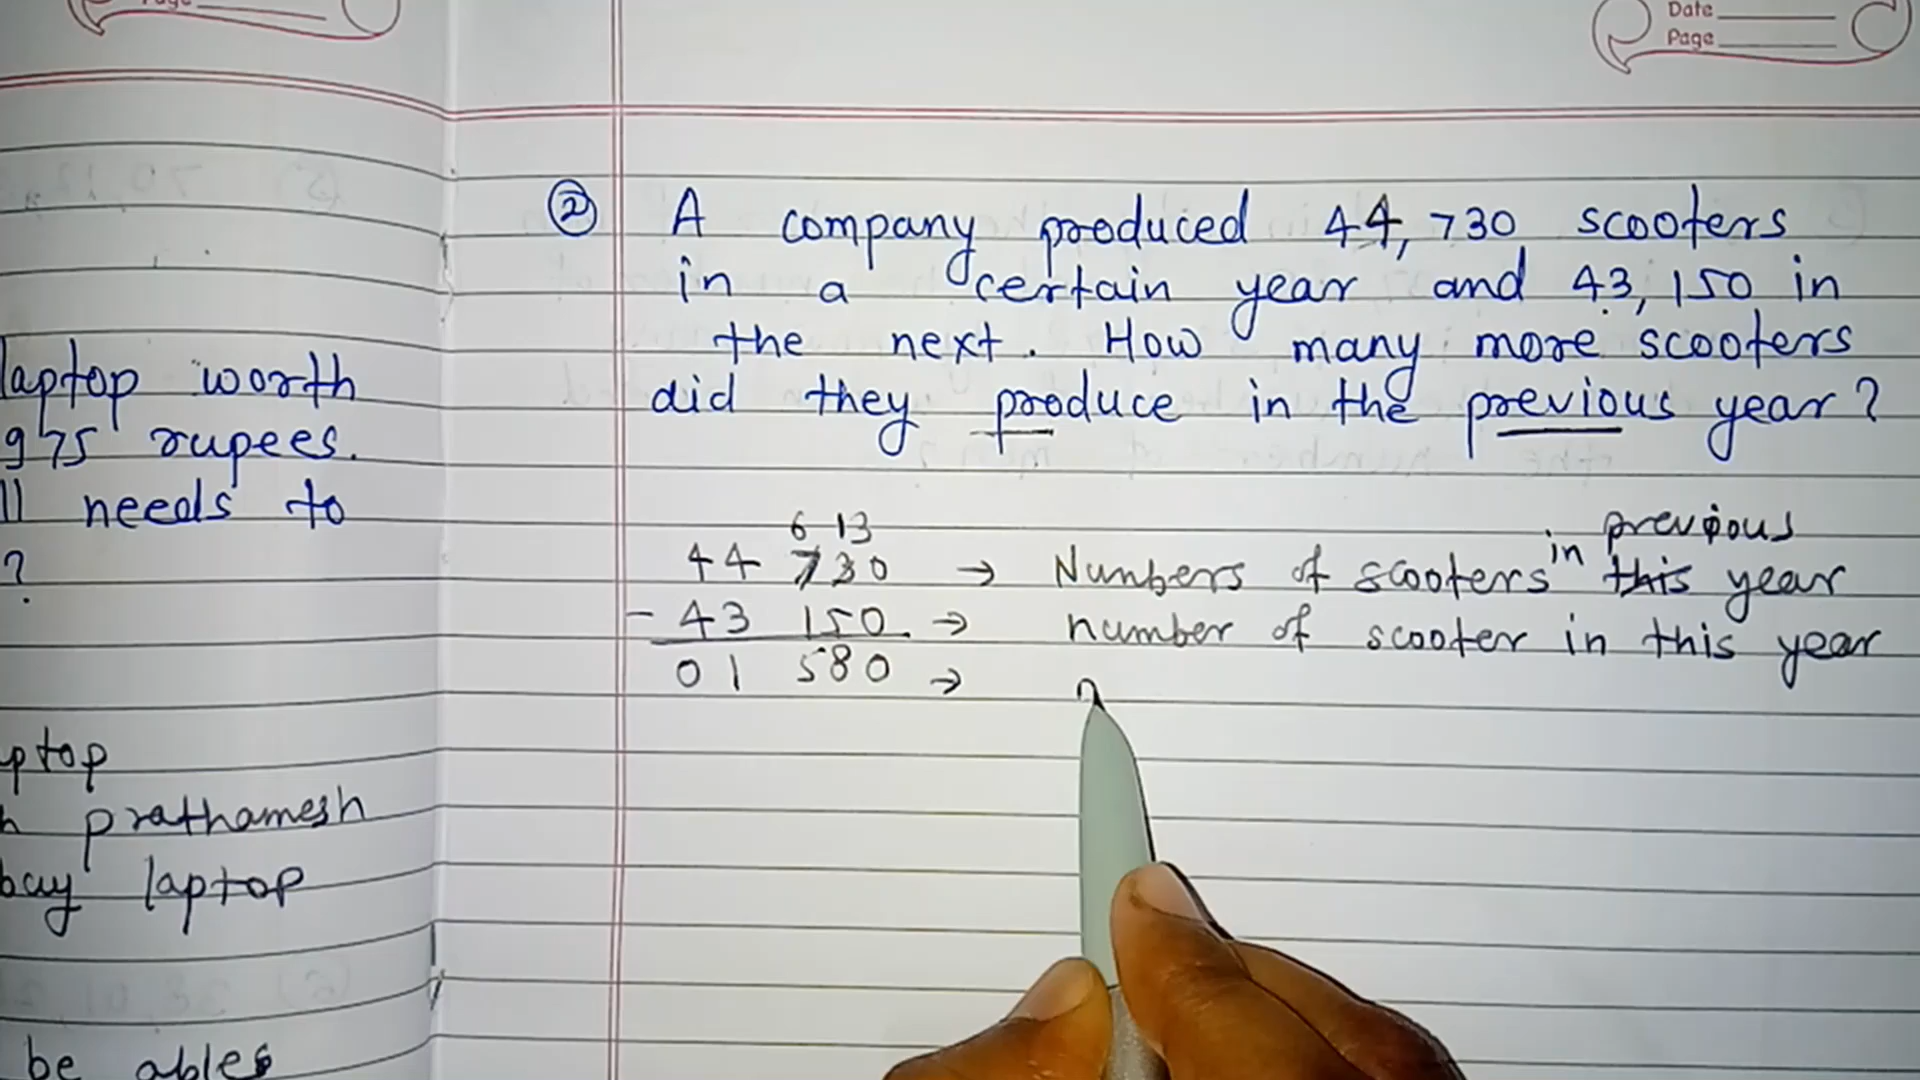 Page
Date
Page
laptop worth
975 rupees.
needs to
?
ptop
prathamesh
buy laptop
be ables
② A company produced 44,730 scooters
in a certain year and 43,150 in
the next. How many more scooters
did they produce in the previous year?
6 13
44 730 → Numbers of scooters in this previous year
- 43 150 → number of scooter in this year
01 580 → n